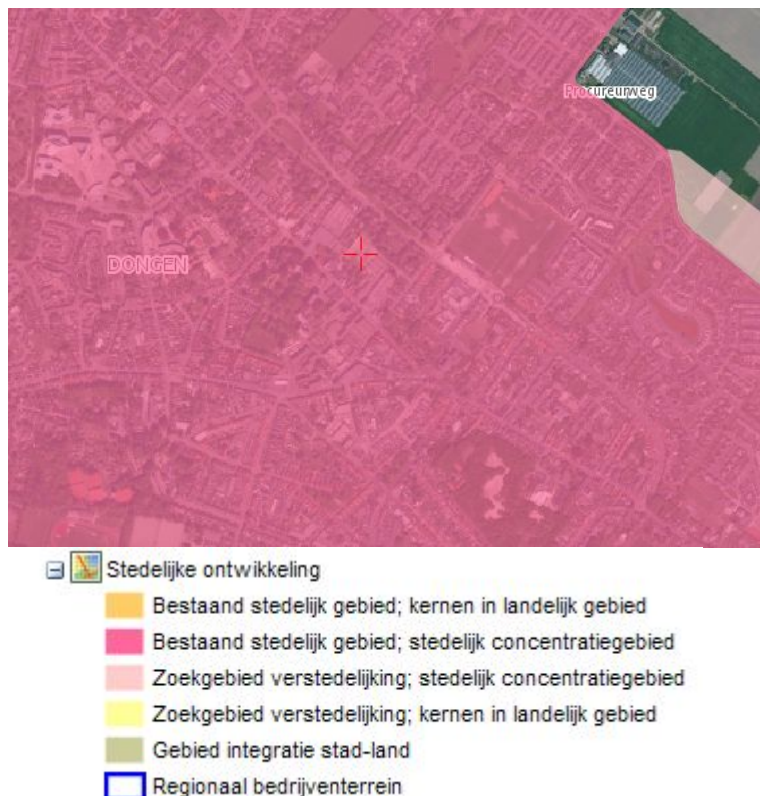 Procureurweg
DONGEN
Stedelijke ontwikkeling
Bestaand stedelijk gebied; kernen in landelijk gebied
Bestaand stedelijk gebied; stedelijk concentratiegebied
Zoekgebied verstedelijking; stedelijk concentratiegebied
Zoekgebied verstedelijking; kernen in landelijk gebied
Gebied integratie stad-land
Regionaal bedrijventerrein